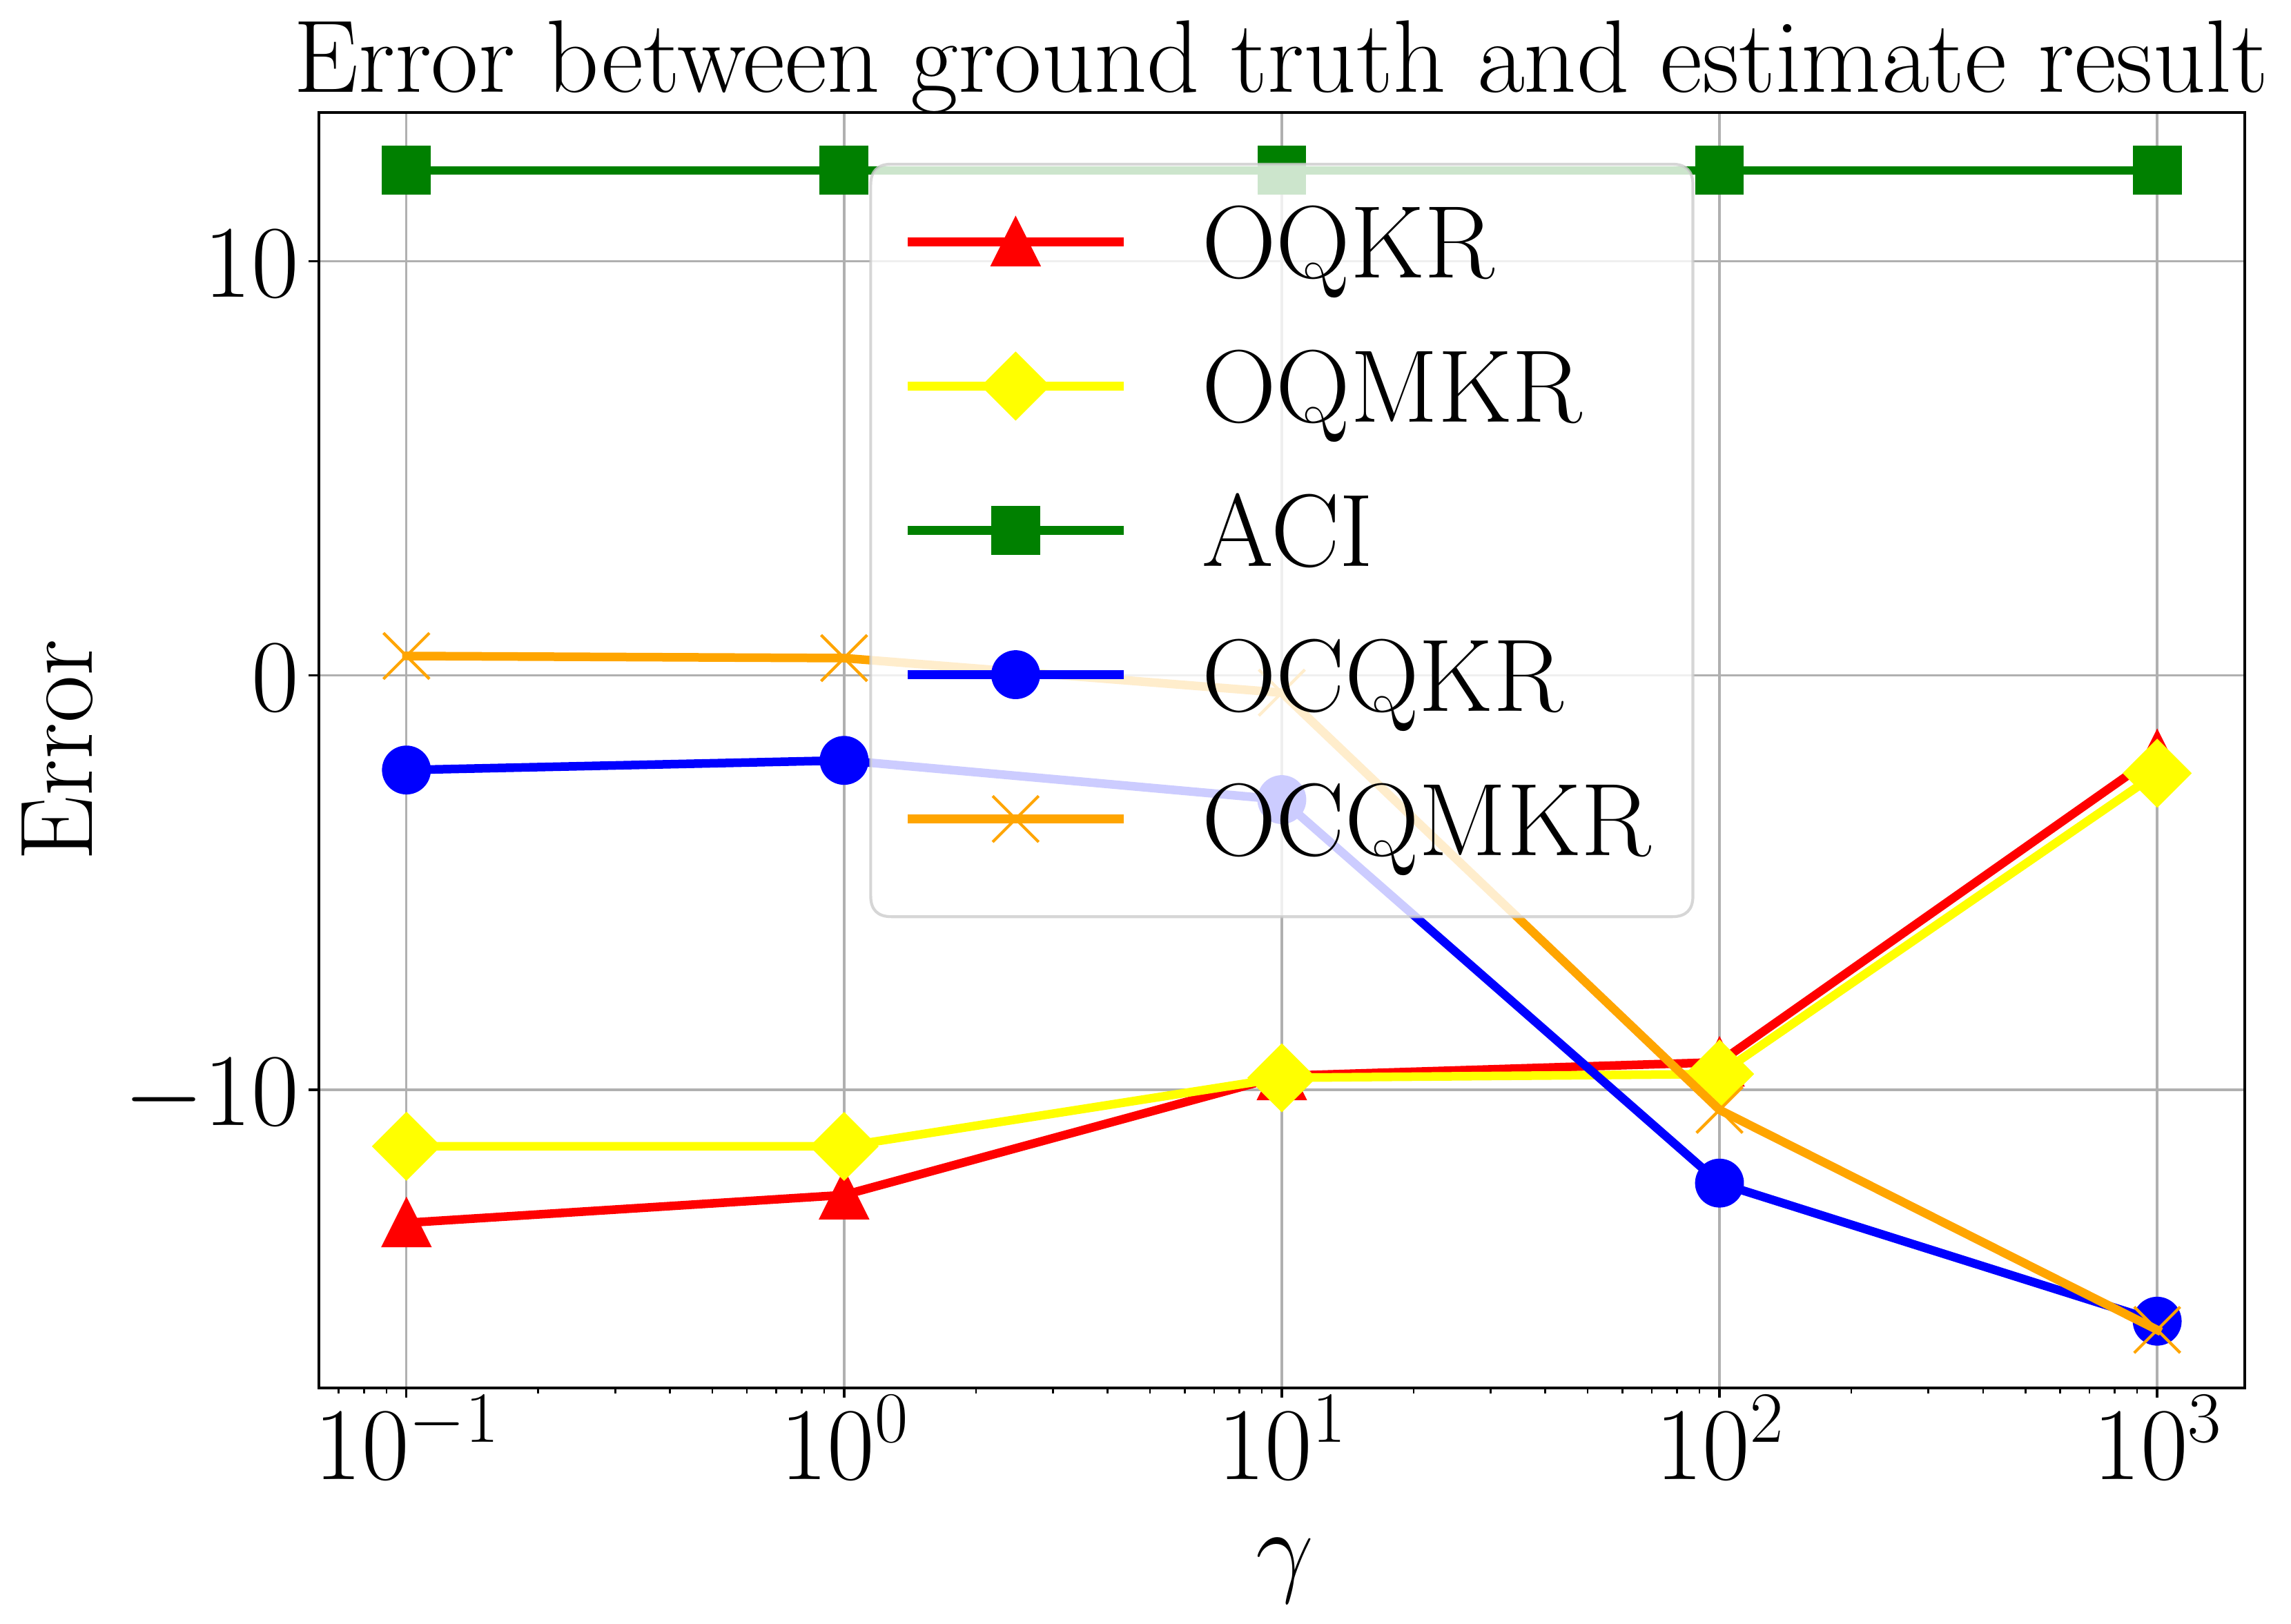 Error between ground truth and estimate result
Error
10
0
−10
OQKR
OQMKR
ACI
OCQKR
OCQMKR
10⁻¹ 10⁰ 10¹ 10² 10³
γ